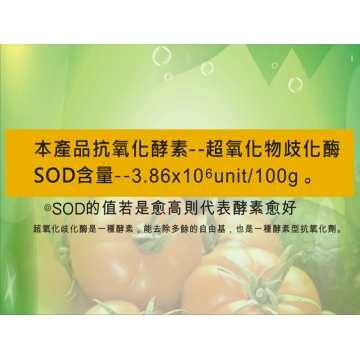 本產品抗氧化酵素--超氧化物歧化酶
SOD含量--3.86x10⁶unit/100g。
◎SOD的值若是愈高則代表酵素愈好
超氧化歧化酶是一種酵素，能去除多餘的自由基，也是一種酵素型抗氧化劑。